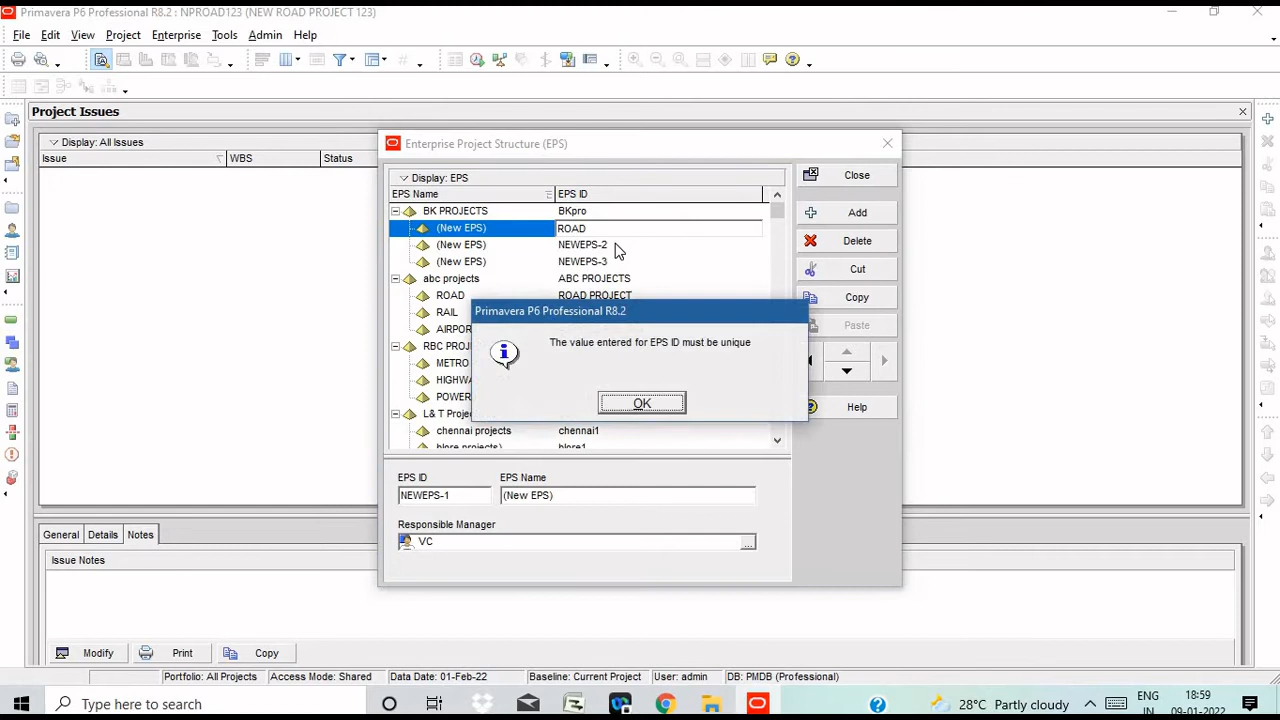 Primavera P6 Professional R8.2 : NPROAD123 (NEW ROAD PROJECT 123)
File Edit View Project Enterprise Tools Admin Help
Project Issues
Display: All Issues
Issue WBS Status
Enterprise Project Structure (EPS)
Display: EPS
EPS Name EPS ID
BK PROJECTS BKpro
(New EPS) ROAD
(New EPS) NEWEPS-2
(New EPS) NEWEPS-3
abc projects ABC PROJECTS
ROAD ROAD PROJECT
RAIL
AIRPOR
RBC PROJ
METRO
HIGHWA
POWER
L& T Projec
chennai projects chennai1
blore projects) blore1
Close
Add
Delete
Cut
Copy
Paste
Help
Primavera P6 Professional R8.2
The value entered for EPS ID must be unique
OK
EPS ID EPS Name
NEWEPS-1 (New EPS)
Responsible Manager
VC
...
General Details Notes
Issue Notes
Modify Print Copy
Portfolio: All Projects Access Mode: Shared Data Date: 01-Feb-22 Baseline: Current Project User: admin DB: PMDB (Professional)
Type here to search
28°C Partly cloudy
ENG
IN
18:59
09-01-2022